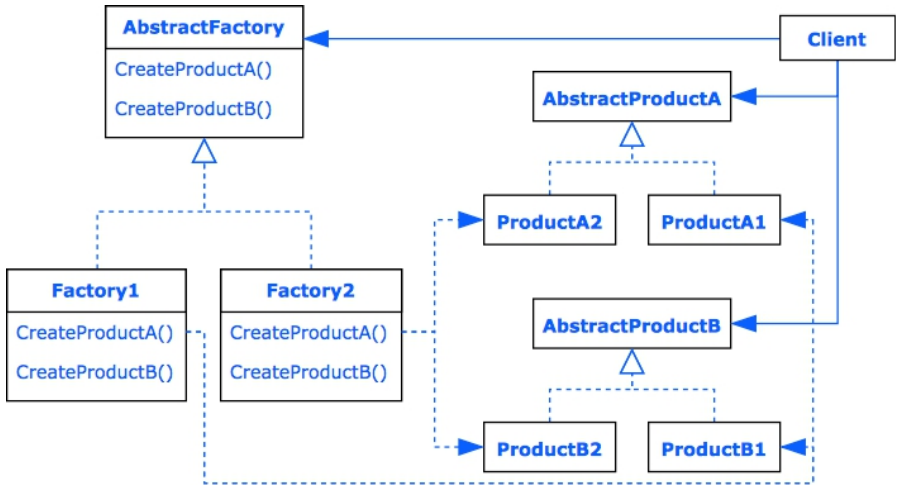 AbstractFactory
CreateProductA()
CreateProductB()
Client
AbstractProductA
ProductA2
ProductA1
Factory1
CreateProductA()
CreateProductB()
Factory2
CreateProductA()
CreateProductB()
AbstractProductB
ProductB2
ProductB1